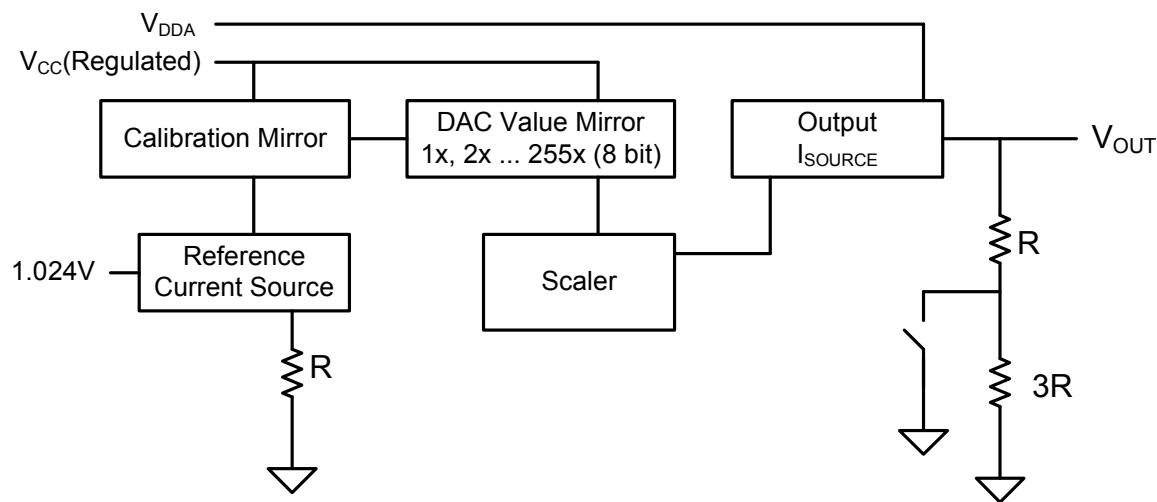 VDDA
VCC(Regulated)
Calibration Mirror
DAC Value Mirror
1x, 2x ... 255x (8 bit)
Output
ISOURCE
VOUT
Reference
Current Source
1.024V
Scaler
R
R
3R